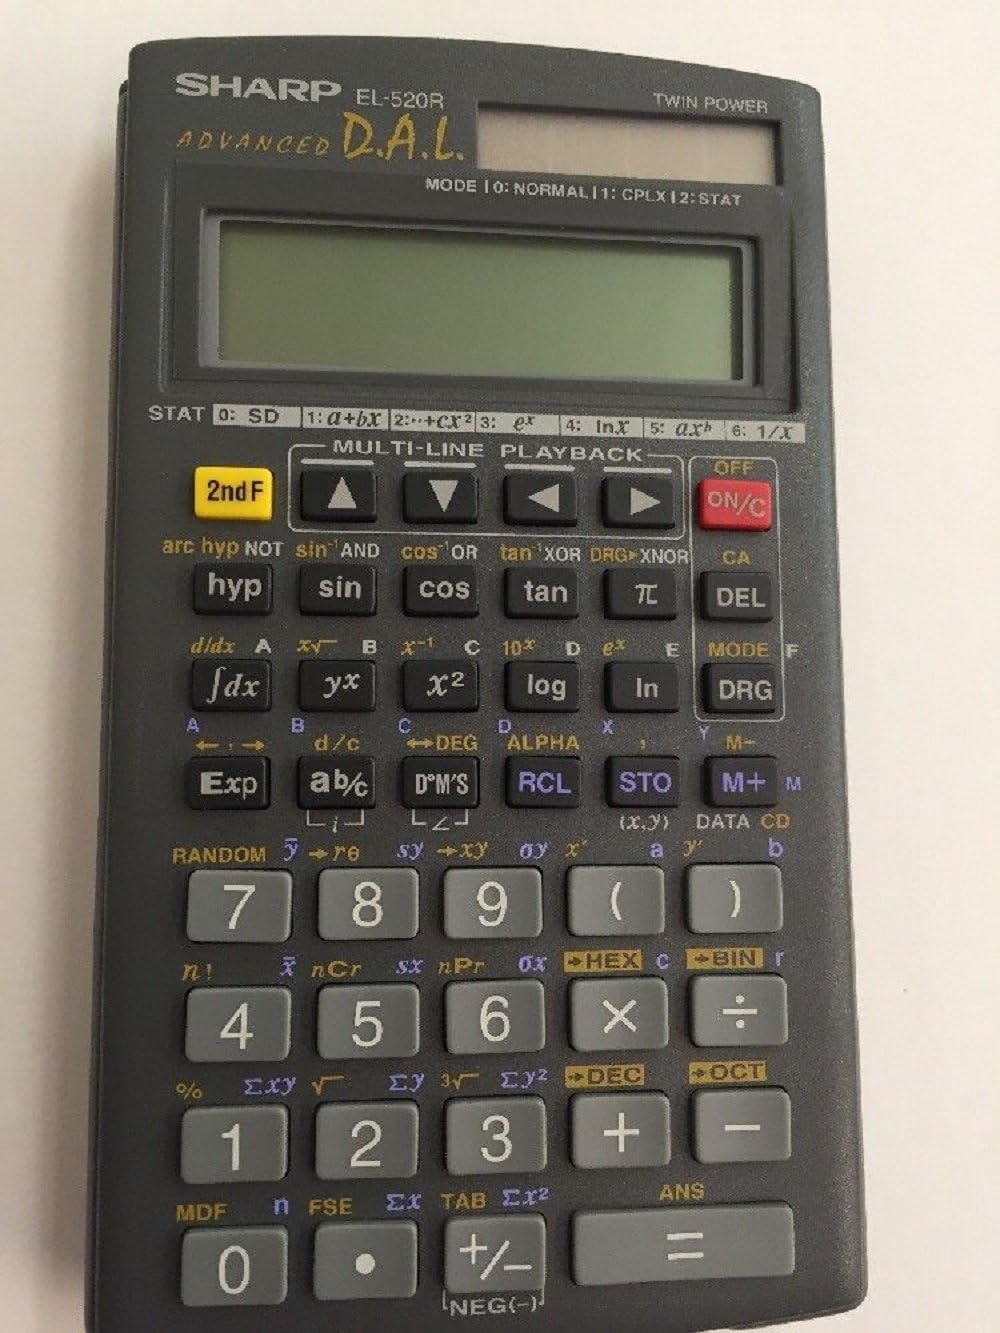 SHARP EL-520R TWIN POWER
ADVANCED D.A.L.
MODE | 0: NORMAL | 1: CPLX | 2: STAT
STAT 0: SD 1: a+bx 2:··+cx² 3: eˣ 4: lnx 5: axᵇ 6: 1/x
MULTI-LINE PLAYBACK
OFF
2nd F ▲ ▼ ◀ ▶ ON/C
arc hyp NOT sin⁻¹ AND cos⁻¹ OR tan⁻¹ XOR DRG▸ XNOR CA
hyp sin cos tan π DEL
d/dx A x√ B x⁻¹ C 10ˣ D eˣ E MODE F
∫dx yˣ x² log ln DRG
A B C D X Y
←,→ d/c ↔DEG ALPHA , M−
Exp ab/c D°M'S RCL STO M+ M
i ∠ (x,y) DATA CD
RANDOM ȳ →rθ sy →xy σy x' a y' b
7 8 9 ( )
n! x̄ nCr sx nPr σx →HEX c →BIN r
4 5 6 × ÷
% Σxy √ Σy ³√ Σy² →DEC →OCT
1 2 3 + −
MDF n FSE Σx TAB Σx² ANS
0 • +/− =
NEG(−)